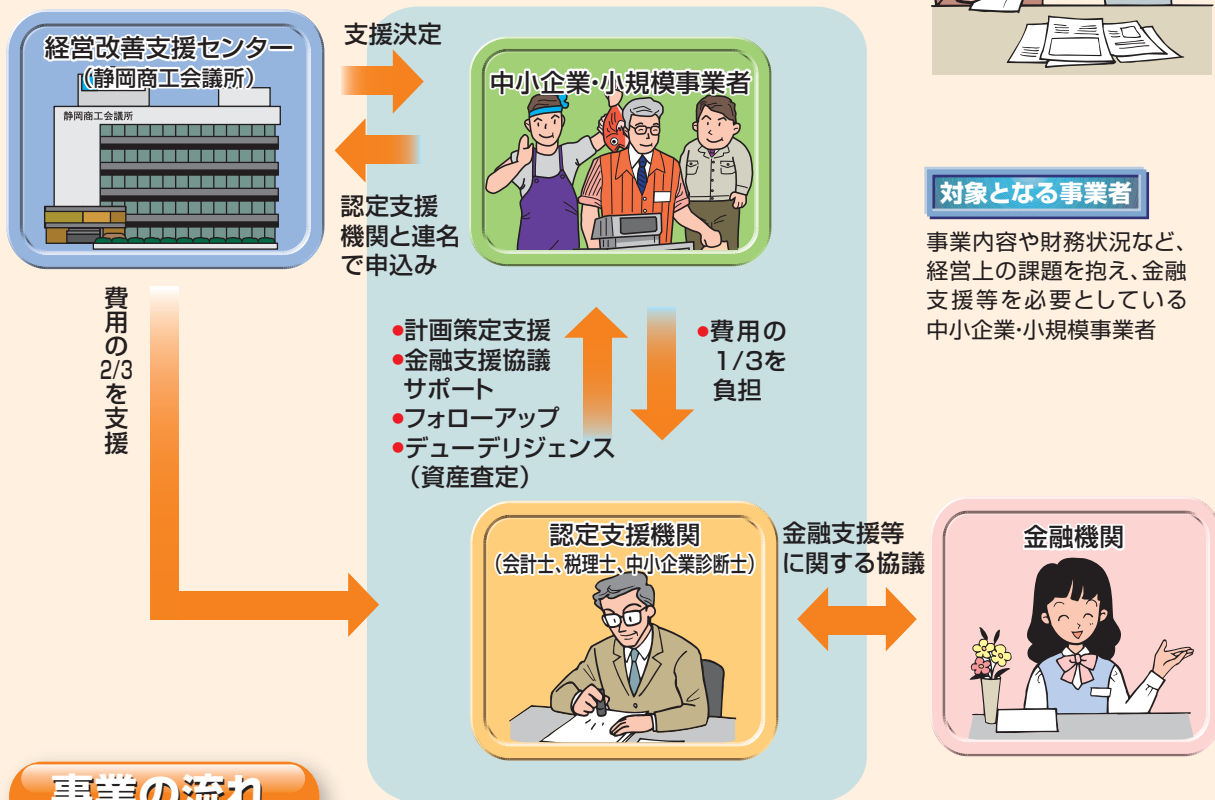 経営改善支援センター
(静岡商工会議所)
静岡商工会議所
支援決定
中小企業・小規模事業者
認定支援
機関と連名
で申込み
対象となる事業者
事業内容や財務状況など、
経営上の課題を抱え、金融
支援等を必要としている
中小企業・小規模事業者
費用の2/3を支援
●計画策定支援
●金融支援協議
サポート
●フォローアップ
●デューデリジェンス
(資産査定)
●費用の
1/3を
負担
認定支援機関
(会計士、税理士、中小企業診断士)
金融支援等
に関する協議
金融機関
事業の流れ